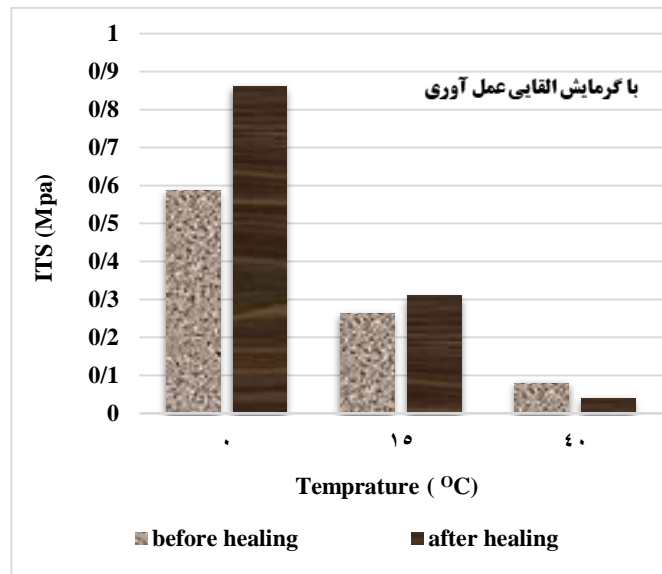 1
0/9
با گرمایش القایی عمل آوری
0/8
0/7
0/6
0/5
0/4
0/3
0/2
0/1
0
ITS (Mpa)
۰ ۱۵ ۴۰
Temprature ( ᴼC)
before healing after healing